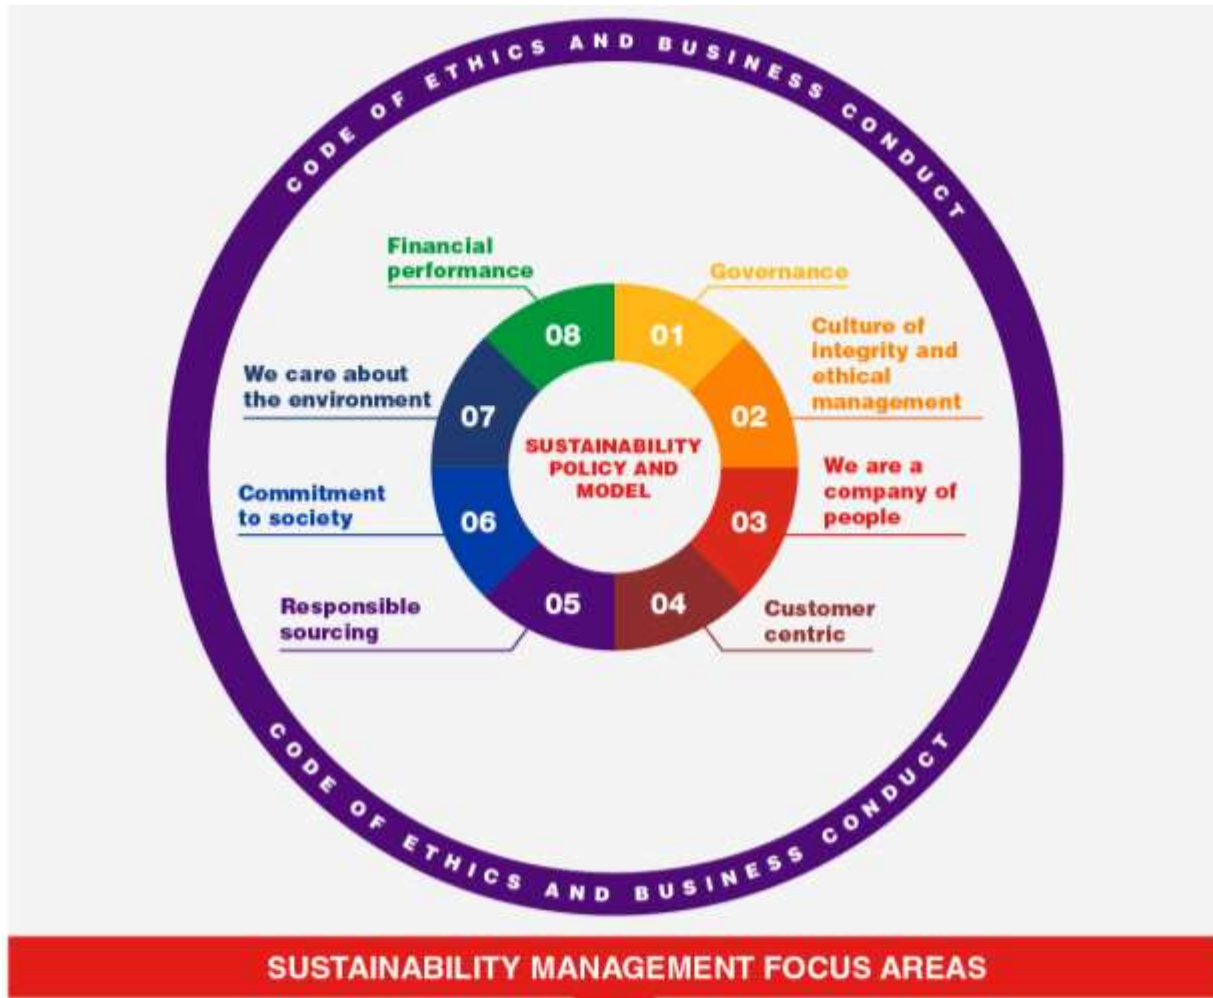 CODE OF ETHICS AND BUSINESS CONDUCT
Financial
performance
Governance
08
01
Culture of
integrity and
ethical
management
We care about
the environment
07
02
SUSTAINABILITY
POLICY AND
MODEL
We are a
company of
people
Commitment
to society
06
03
05
04
Responsible
sourcing
Customer
centric
CODE OF ETHICS AND BUSINESS CONDUCT
SUSTAINABILITY MANAGEMENT FOCUS AREAS